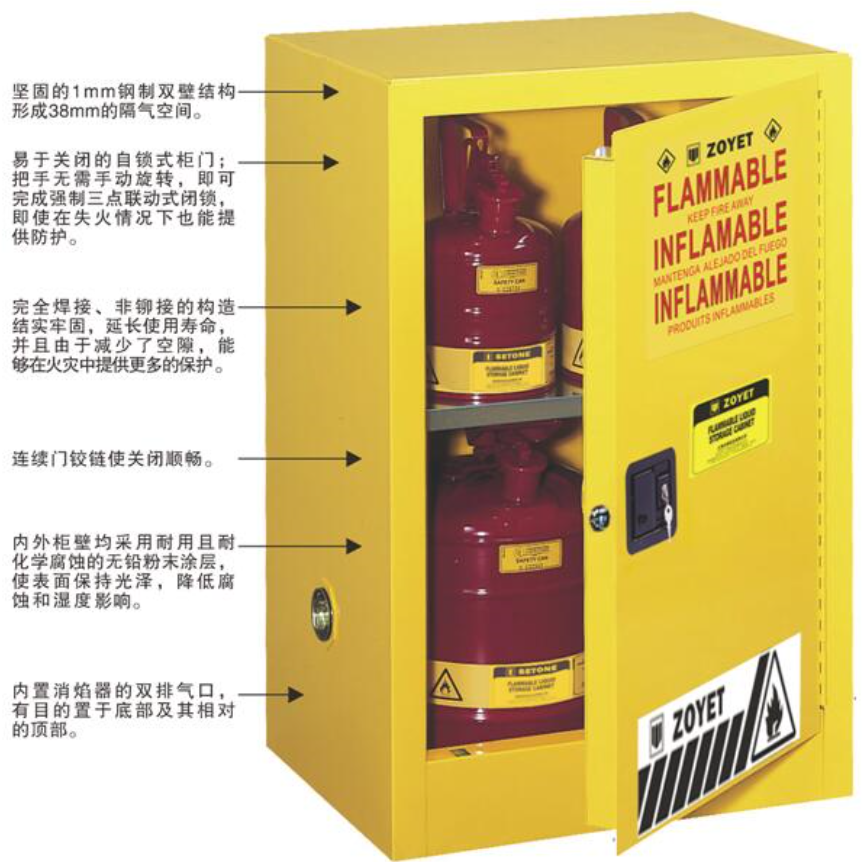 坚固的1mm钢制双壁结构
形成38mm的隔气空间。
易于关闭的自锁式柜门；
把手无需手动旋转，即可
完成强制三点联动式闭锁，
即使在失火情况下也能提
供防护。
完全焊接、非铆接的构造
结实牢固，延长使用寿命，
并且由于减少了空隙，能
够在火灾中提供更多的保护。
连续门铰链使关闭顺畅。
内外柜壁均采用耐用且耐
化学腐蚀的无铅粉末涂层，
使表面保持光泽，降低腐
蚀和湿度影响。
内置消焰器的双排气口，
有目的置于底部及其相对
的顶部。
ZOYET
FLAMMABLE
KEEP FIRE AWAY
INFLAMABLE
MANTENGA ALEJADO DEL FUEGO
INFLAMMABLE
PRODUITS INFLAMMABLES
ZOYET
FLAMMABLE LIQUID
STORAGE CABINET
ZOYET
SAFETY CAN
SETONE
FLAMMABLE LIQUID
STORAGE CABINET
SETONE
FLAMMABLE LIQUID
STORAGE CABINET